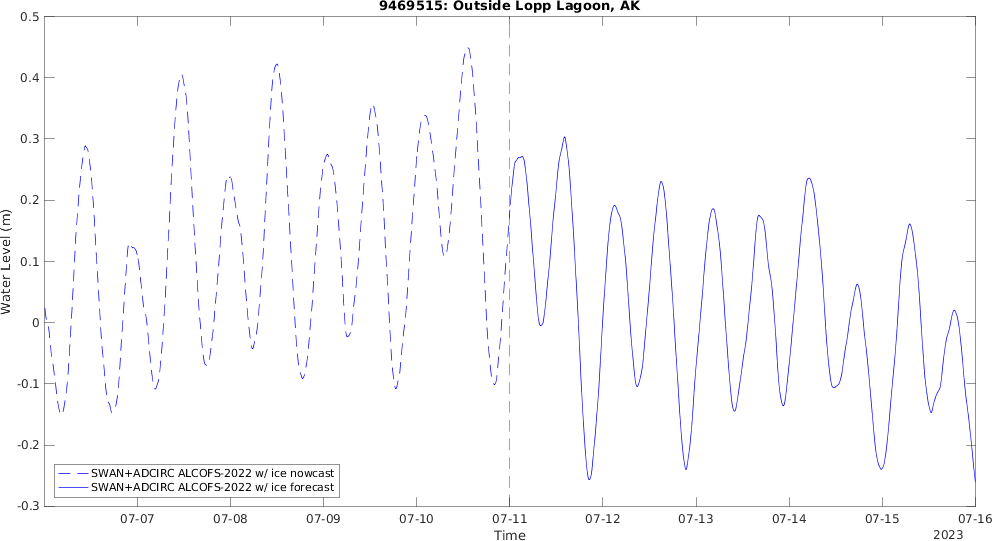 9469515: Outside Lopp Lagoon, AK
0.5
0.4
0.3
0.2
0.1
0
-0.1
-0.2
-0.3
Water Level (m)
SWAN+ADCIRC ALCOFS-2022 w/ ice nowcast
SWAN+ADCIRC ALCOFS-2022 w/ ice forecast
07-07 07-08 07-09 07-10 07-11 07-12 07-13 07-14 07-15 07-16
Time
2023